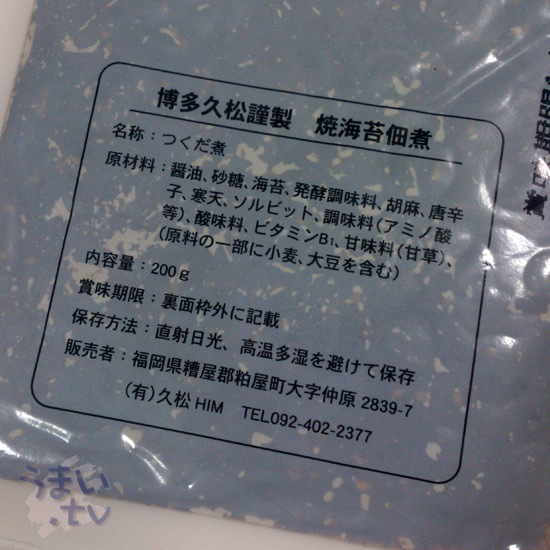 博多久松謹製 焼海苔佃煮
名称：つくだ煮
原材料：醤油、砂糖、海苔、発酵調味料、胡麻、唐辛
子、寒天、ソルビット、調味料(アミノ酸
等)、酸味料、ビタミンB₁、甘味料(甘草)、
(原料の一部に小麦、大豆を含む)
内容量：200g
賞味期限：裏面枠外に記載
保存方法：直射日光、高温多湿を避けて保存
販売者：福岡県糟屋郡粕屋町大字仲原 2839-7
(有)久松HIM TEL092-402-2377
うまい
.tv